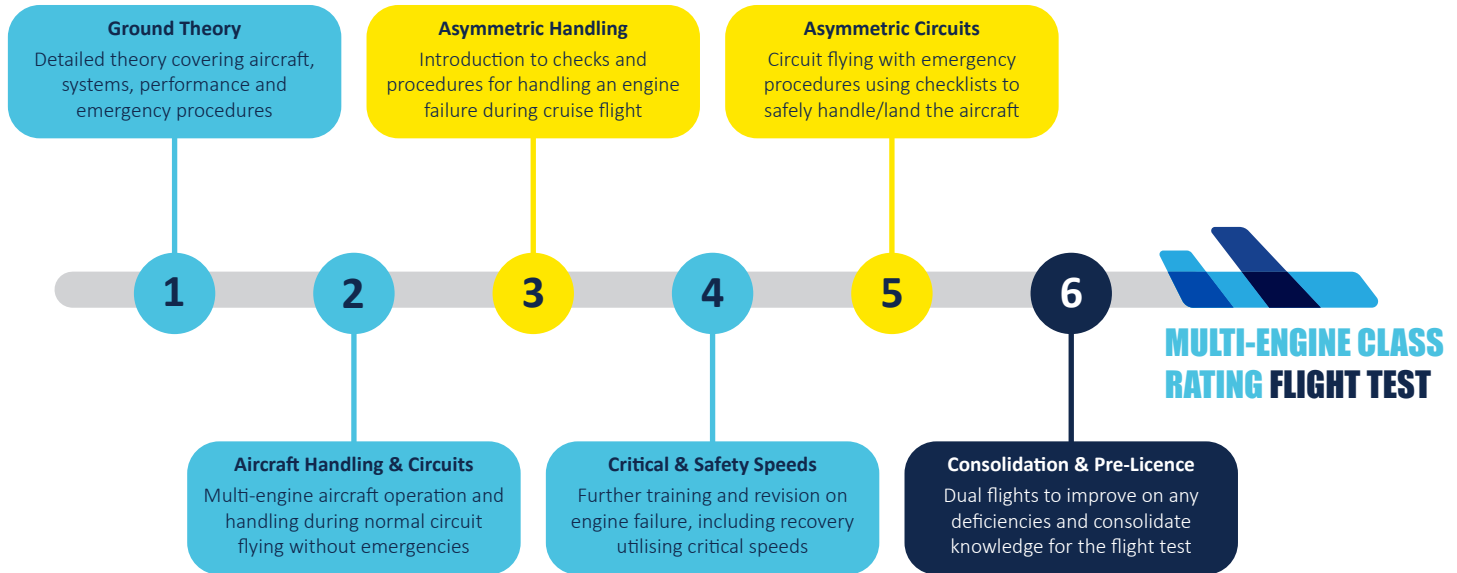 Ground Theory
Detailed theory covering aircraft,
systems, performance and
emergency procedures
Asymmetric Handling
Introduction to checks and
procedures for handling an engine
failure during cruise flight
Asymmetric Circuits
Circuit flying with emergency
procedures using checklists to
safely handle/land the aircraft
1
2
3
4
5
6
MULTI-ENGINE CLASS
RATING FLIGHT TEST
Aircraft Handling & Circuits
Multi-engine aircraft operation and
handling during normal circuit
flying without emergencies
Critical & Safety Speeds
Further training and revision on
engine failure, including recovery
utilising critical speeds
Consolidation & Pre-Licence
Dual flights to improve on any
deficiencies and consolidate
knowledge for the flight test